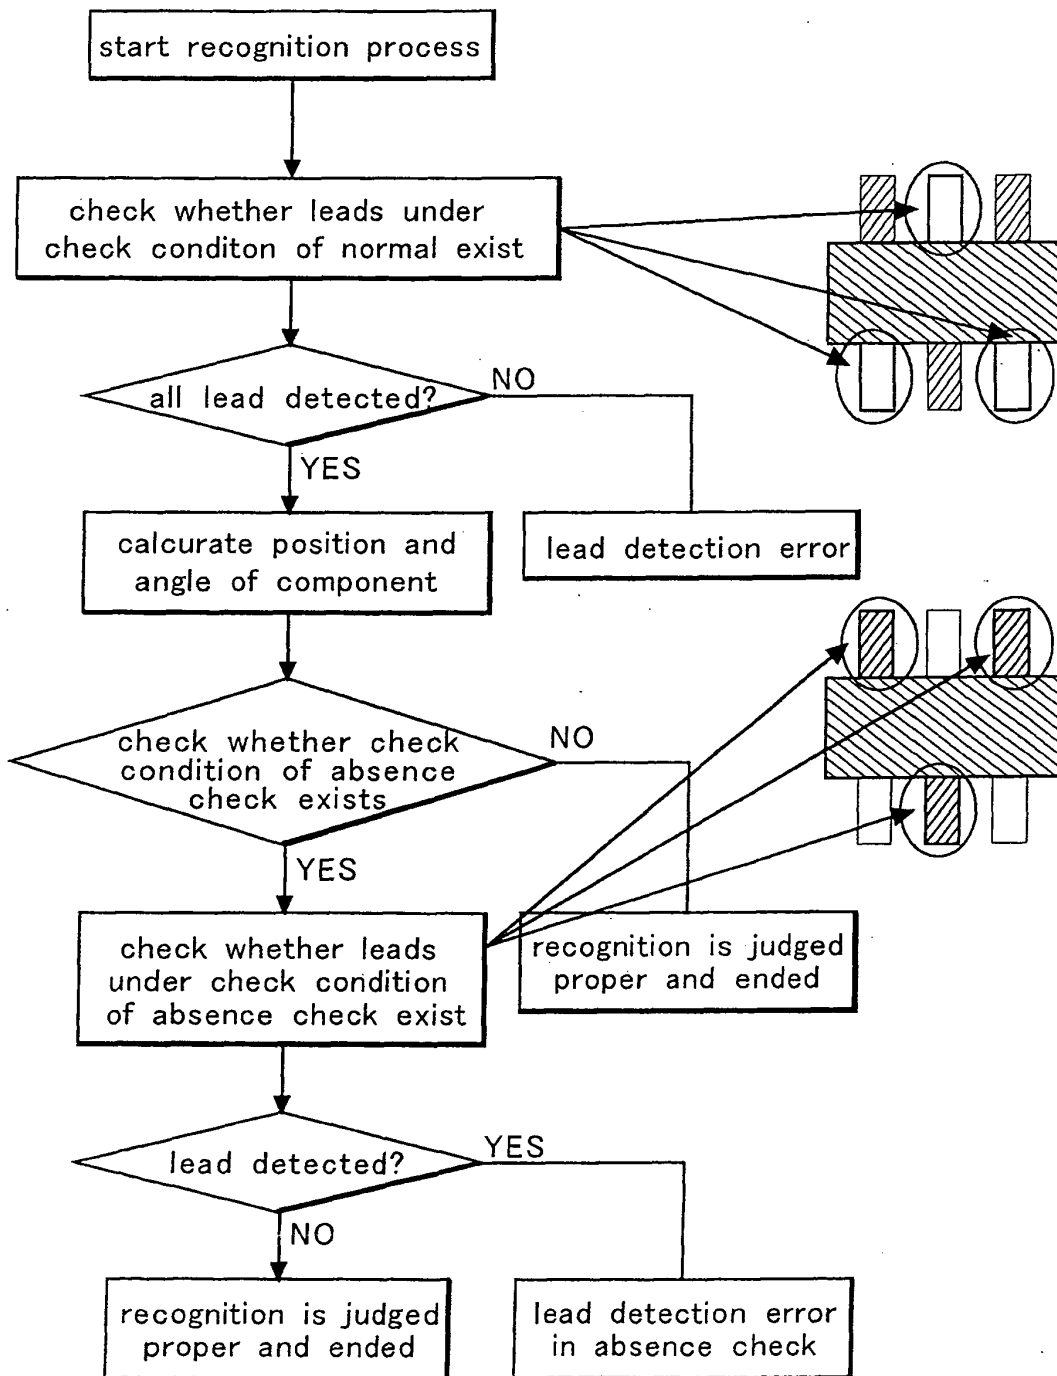 start recognition process
check whether leads under
check conditon of normal exist
all lead detected?
NO
YES
calcurate position and
angle of component
lead detection error
check whether check
condition of absence
check exists
NO
YES
check whether leads
under check condition
of absence check exist
recognition is judged
proper and ended
lead detected?
YES
NO
recognition is judged
proper and ended
lead detection error
in absence check